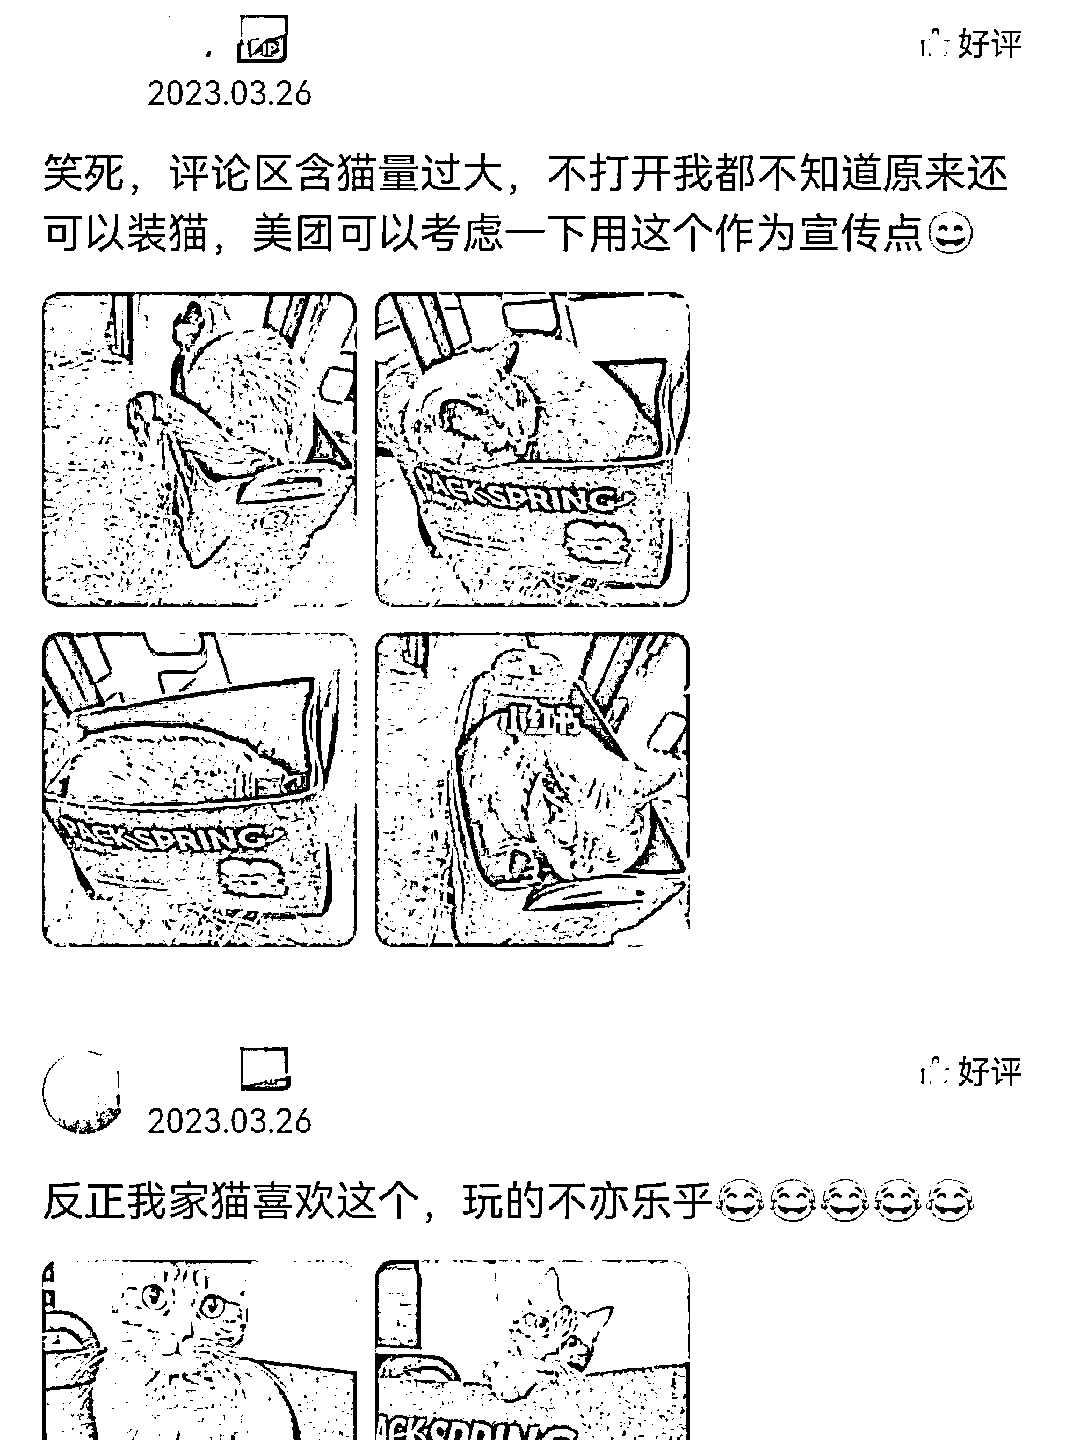 好评
2023.03.26
笑死，评论区含猫量过大，不打开我都不知道原来还
可以装猫，美团可以考虑一下用这个作为宣传点😄
PACKSPRING
PACKSPRING
小红书
好评
2023.03.26
反正我家猫喜欢这个，玩的不亦乐乎😂😂😂😂😂
PACKSPRING